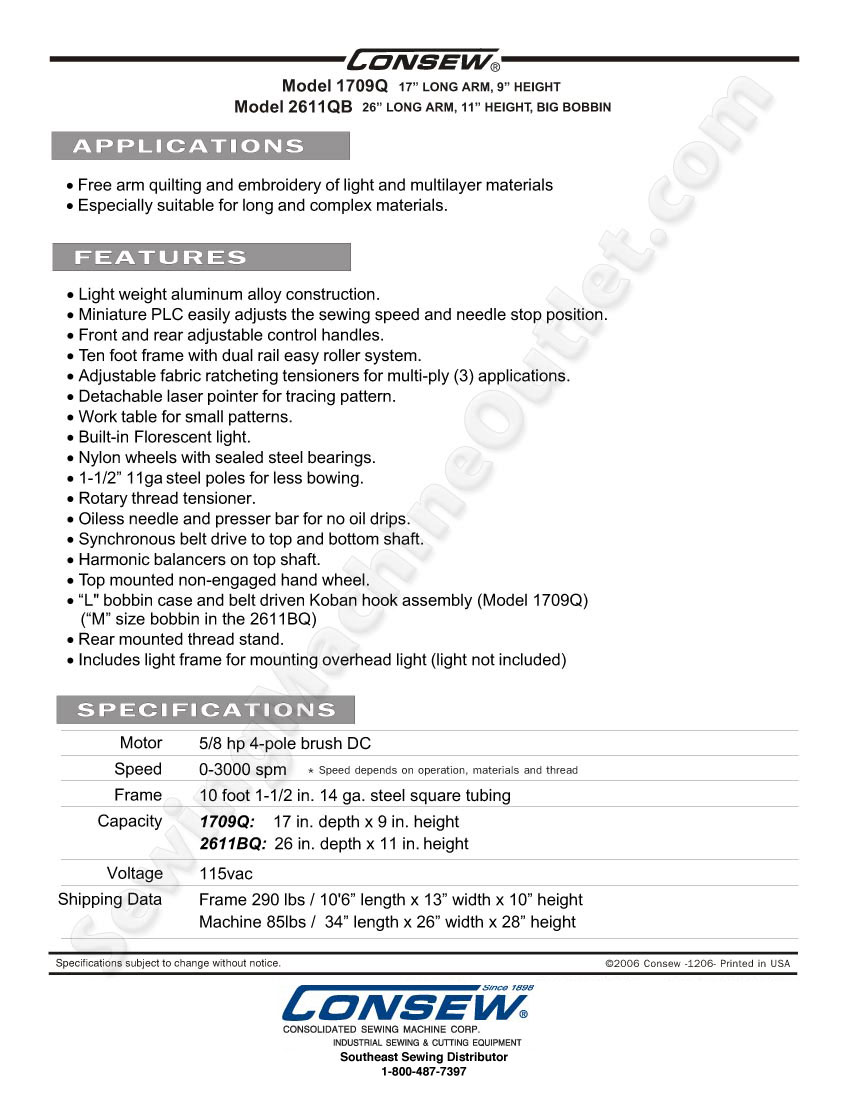 CONSEW®
Model 1709Q 17” LONG ARM, 9” HEIGHT
Model 2611QB 26” LONG ARM, 11” HEIGHT, BIG BOBBIN
APPLICATIONS
• Free arm quilting and embroidery of light and multilayer materials
• Especially suitable for long and complex materials.
FEATURES
• Light weight aluminum alloy construction.
• Miniature PLC easily adjusts the sewing speed and needle stop position.
• Front and rear adjustable control handles.
• Ten foot frame with dual rail easy roller system.
• Adjustable fabric ratcheting tensioners for multi-ply (3) applications.
• Detachable laser pointer for tracing pattern.
• Work table for small patterns.
• Built-in Florescent light.
• Nylon wheels with sealed steel bearings.
• 1-1/2” 11ga steel poles for less bowing.
• Rotary thread tensioner.
• Oiless needle and presser bar for no oil drips.
• Synchronous belt drive to top and bottom shaft.
• Harmonic balancers on top shaft.
• Top mounted non-engaged hand wheel.
• “L" bobbin case and belt driven Koban hook assembly (Model 1709Q)
(“M” size bobbin in the 2611BQ)
• Rear mounted thread stand.
• Includes light frame for mounting overhead light (light not included)
SPECIFICATIONS
Motor 5/8 hp 4-pole brush DC
Speed 0-3000 spm * Speed depends on operation, materials and thread
Frame 10 foot 1-1/2 in. 14 ga. steel square tubing
Capacity 1709Q: 17 in. depth x 9 in. height
2611BQ: 26 in. depth x 11 in. height
Voltage 115vac
Shipping Data Frame 290 lbs / 10'6” length x 13” width x 10” height
Machine 85lbs / 34” length x 26” width x 28” height
Specifications subject to change without notice. ©2006 Consew -1206- Printed in USA
Since 1898
CONSEW®
CONSOLIDATED SEWING MACHINE CORP.
INDUSTRIAL SEWING & CUTTING EQUIPMENT
Southeast Sewing Distributor
1-800-487-7397
SewingMachineOutlet.com